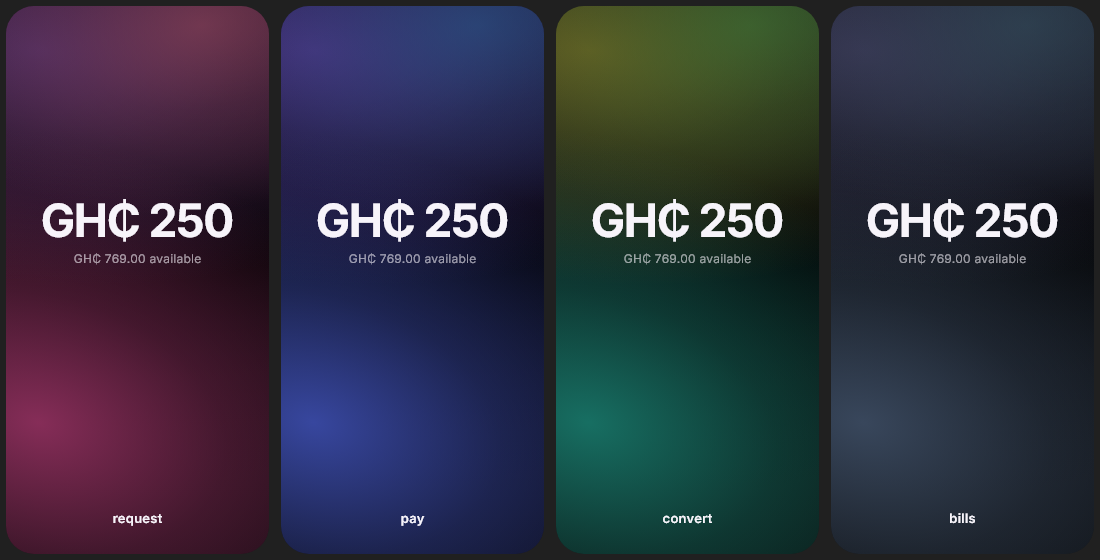 GH₵ 250
GH₵ 769.00 available
request
GH₵ 250
GH₵ 769.00 available
pay
GH₵ 250
GH₵ 769.00 available
convert
GH₵ 250
GH₵ 769.00 available
bills